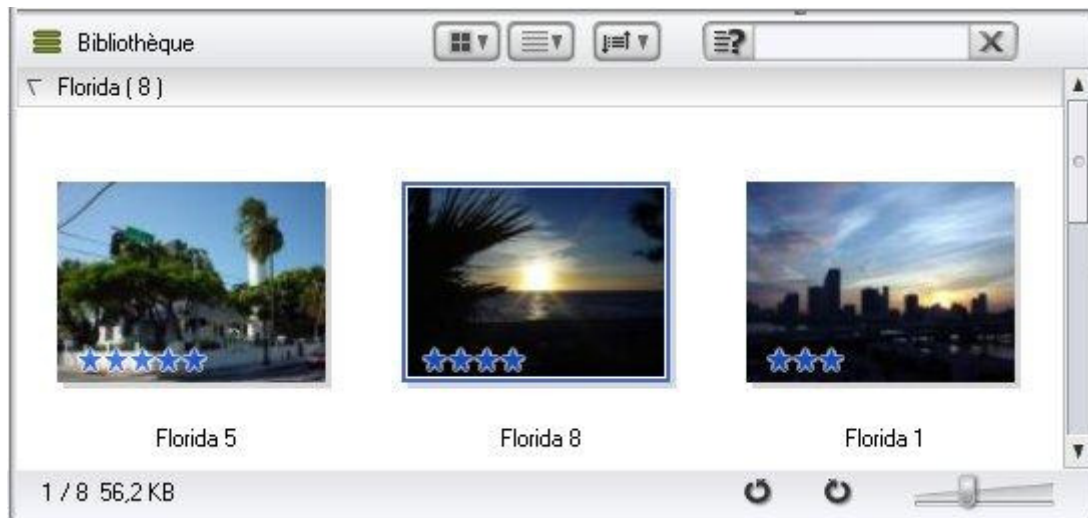 Bibliothèque
Florida ( 8 )
Florida 5
Florida 8
Florida 1
1 / 8 56,2 KB